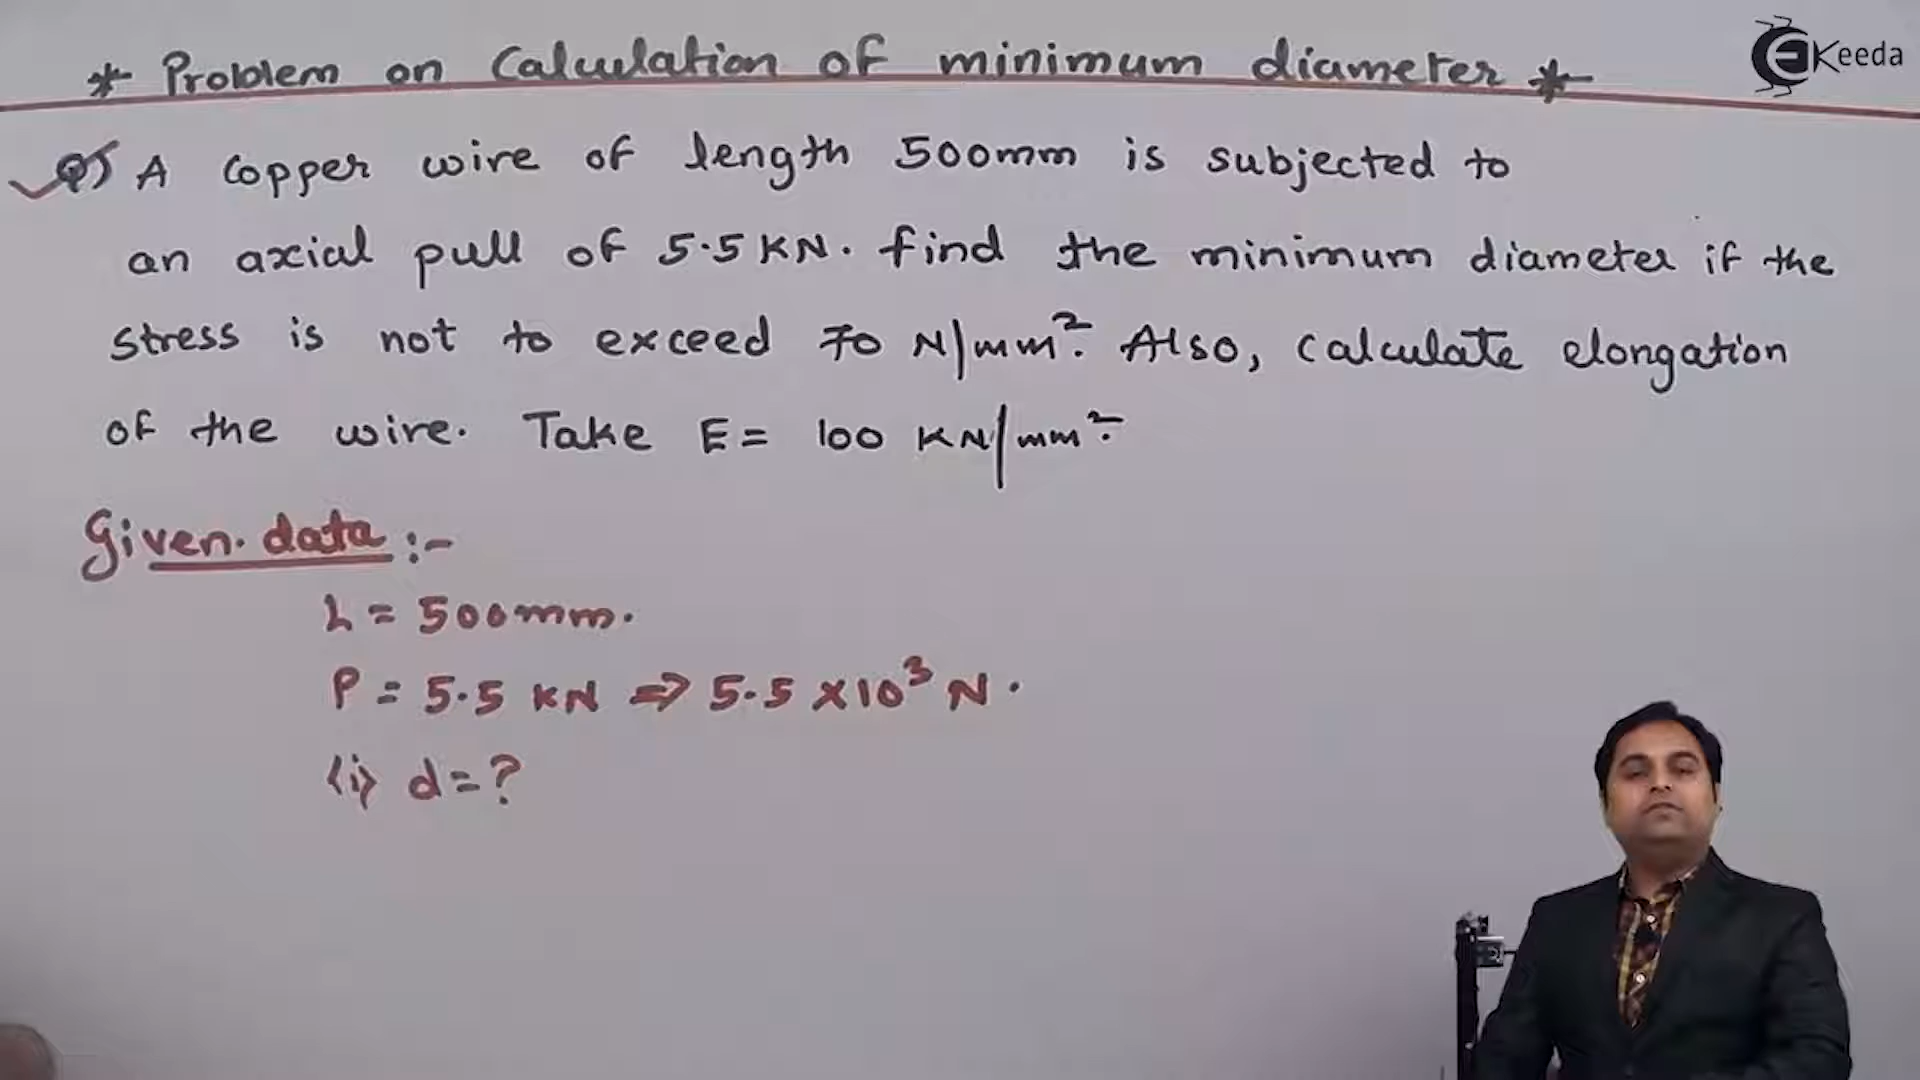 * Problem on Calculation of minimum diameter *
EKeeda
Q) A copper wire of length 500mm is subjected to
an axial pull of 5.5 KN. find the minimum diameter if the
stress is not to exceed 70 N/mm². Also, calculate elongation
of the wire. Take E = 100 KN/mm².
Given data :-
L = 500mm.
P = 5.5 KN ⇒ 5.5 × 10³ N.
(i) d = ?